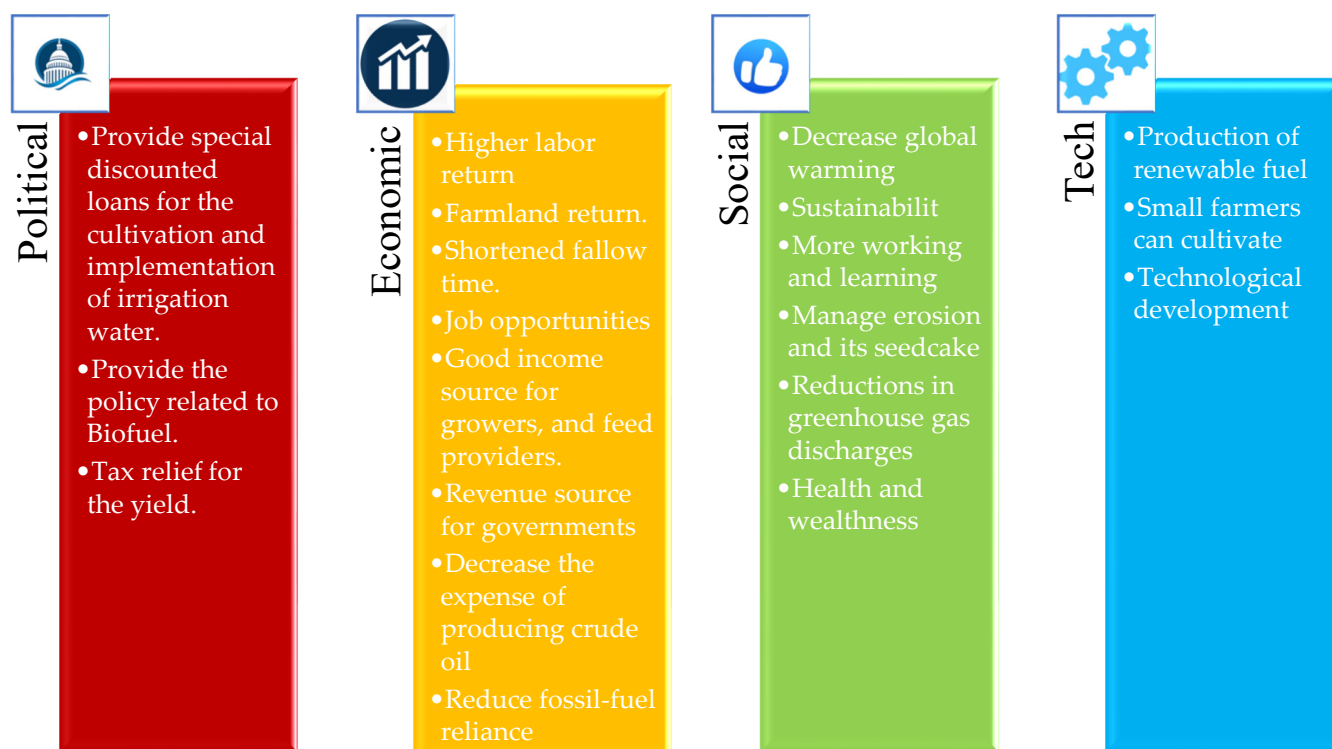 Political
•Provide special
discounted
loans for the
cultivation and
implementation
of irrigation
water.
•Provide the
policy related to
Biofuel.
•Tax relief for
the yield.
Economic
•Higher labor
return
•Farmland return.
•Shortened fallow
time.
•Job opportunities
•Good income
source for
growers, and feed
providers.
•Revenue source
for governments
•Decrease the
expense of
producing crude
oil
•Reduce fossil-fuel
reliance
Social
•Decrease global
warming
•Sustainabilit
•More working
and learning
•Manage erosion
and its seedcake
•Reductions in
greenhouse gas
discharges
•Health and
wealthness
Tech
•Production of
renewable fuel
•Small farmers
can cultivate
•Technological
development